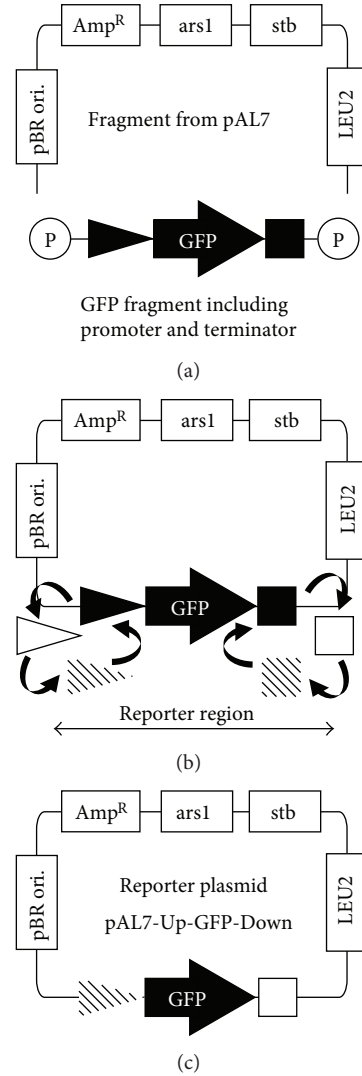 Amp^R ars1 stb
pBR ori.
LEU2
Fragment from pAL7
P GFP P
GFP fragment including
promoter and terminator
(a)
Amp^R ars1 stb
pBR ori.
LEU2
GFP
Reporter region
(b)
Amp^R ars1 stb
pBR ori.
LEU2
Reporter plasmid
pAL7-Up-GFP-Down
GFP
(c)